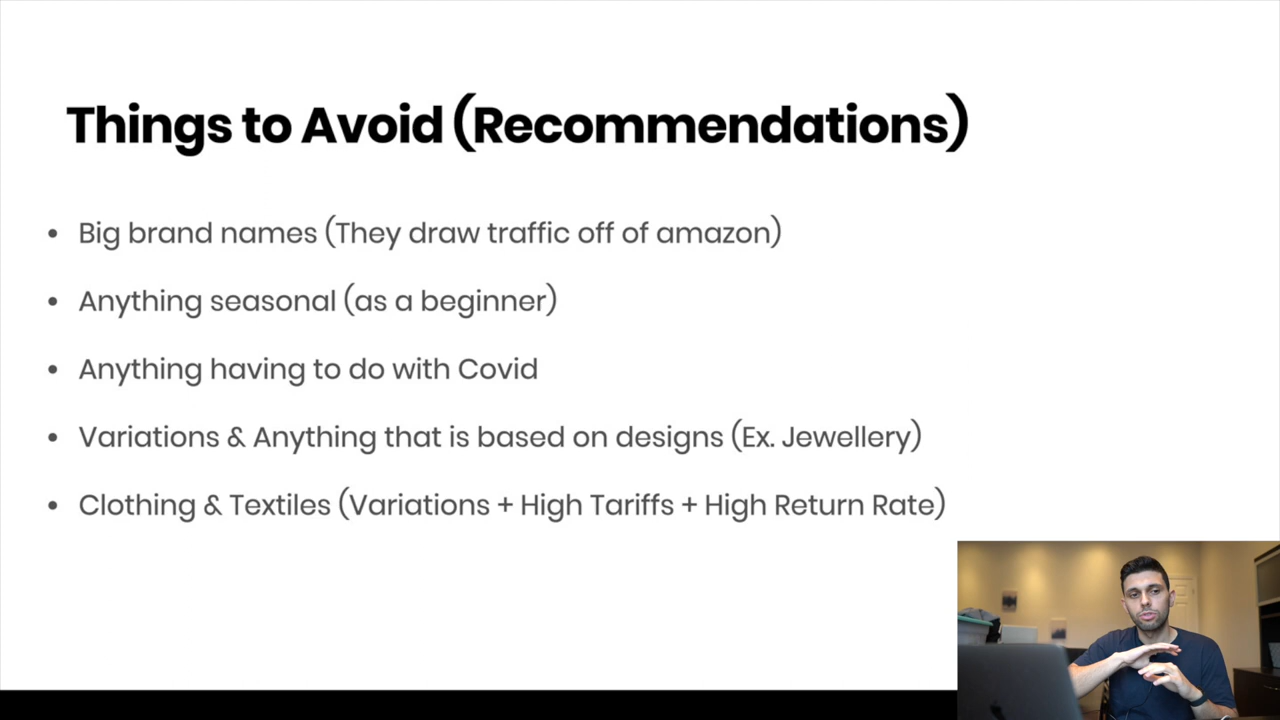 Things to Avoid (Recommendations)
• Big brand names (They draw traffic off of amazon)
• Anything seasonal (as a beginner)
• Anything having to do with Covid
• Variations & Anything that is based on designs (Ex. Jewellery)
• Clothing & Textiles (Variations + High Tariffs + High Return Rate)